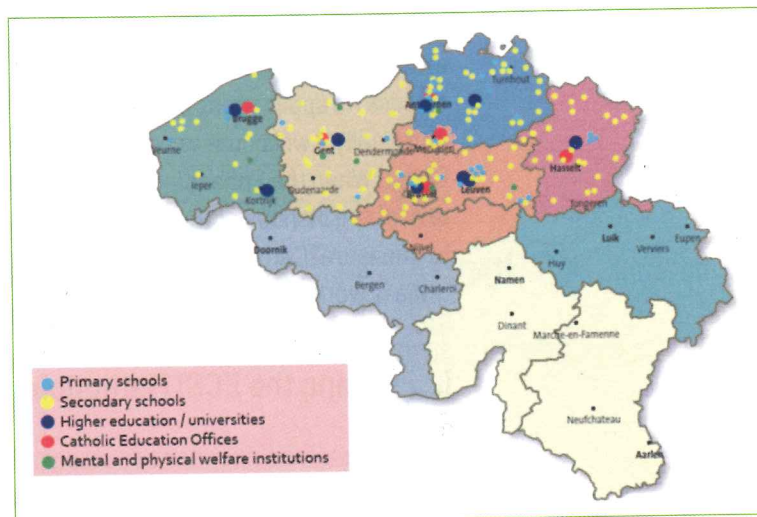 Turnhout
Antwerpen
Brugge
Veurne
Gent
Dendermonde
Mechelen
Hasselt
Ieper
Kortrijk
Oudenaarde
Brussel
Leuven
Tongeren
Doornik
Nijvel
Luik
Eupen
Verviers
Huy
Bergen
Charleroi
Namen
Dinant
Marche-en-Famenne
Neufchateau
Aarlen
Primary schools
Secondary schools
Higher education / universities
Catholic Education Offices
Mental and physical welfare institutions